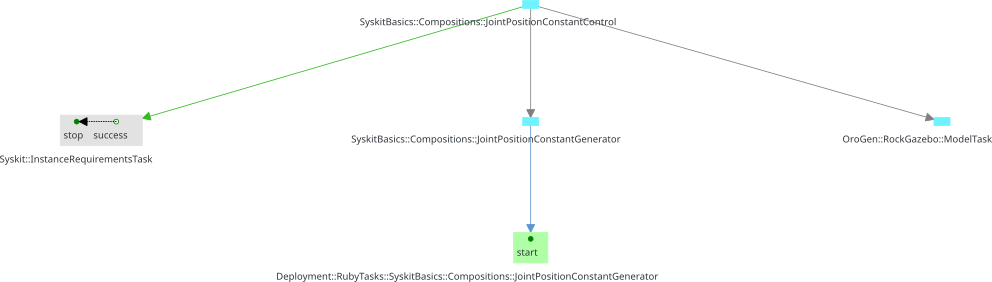 SyskitBasics::Compositions::JointPositionConstantControl
stop success
Syskit::InstanceRequirementsTask
SyskitBasics::Compositions::JointPositionConstantGenerator
OroGen::RockGazebo::ModelTask
start
Deployment::RubyTasks::SyskitBasics::Compositions::JointPositionConstantGenerator